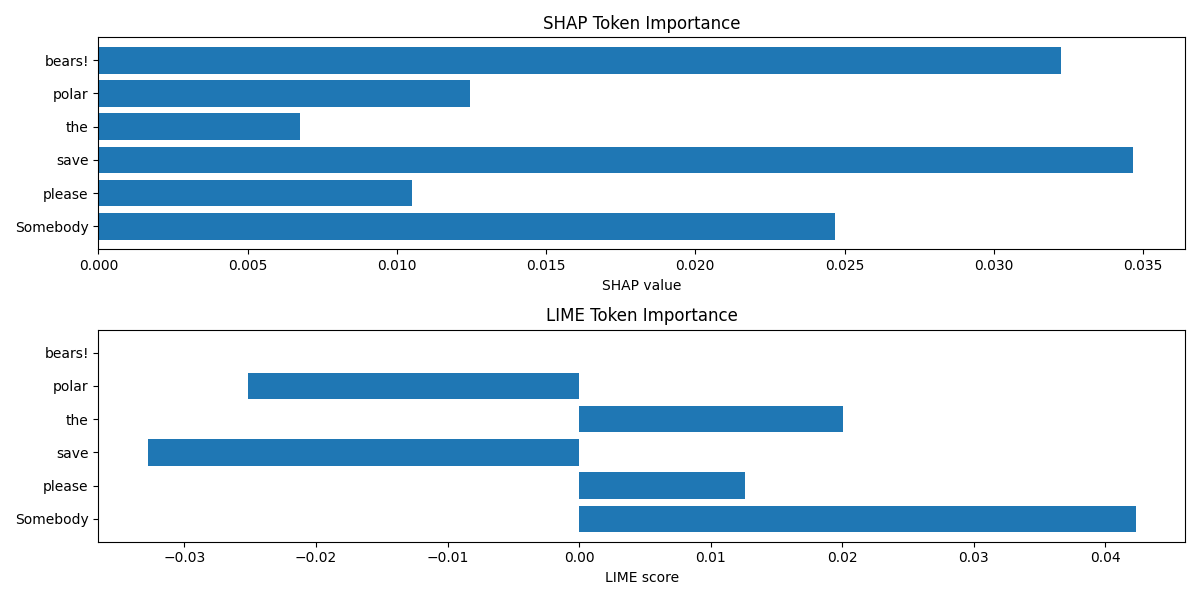 SHAP Token Importance
bears!
polar
the
save
please
Somebody
0.000 0.005 0.010 0.015 0.020 0.025 0.030 0.035
SHAP value
LIME Token Importance
bears!
polar
the
save
please
Somebody
−0.03 −0.02 −0.01 0.00 0.01 0.02 0.03 0.04
LIME score